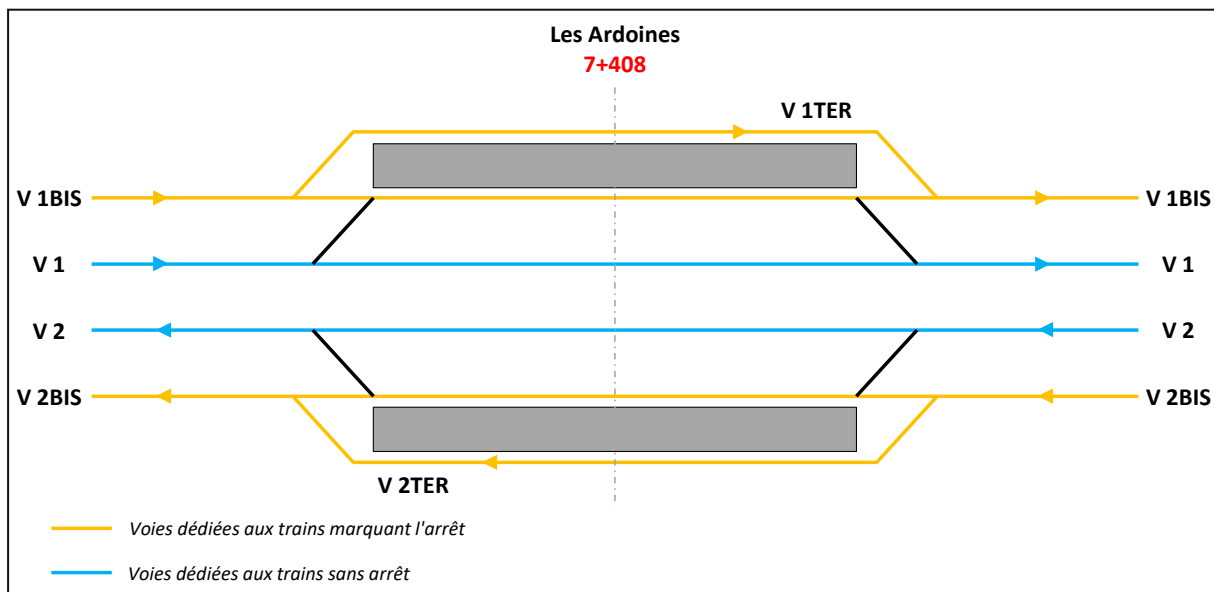 Les Ardoines
7+408
V 1TER
V 1BIS
V 1BIS
V 1
V 1
V 2
V 2
V 2BIS
V 2BIS
V 2TER
Voies dédiées aux trains marquant l'arrêt
Voies dédiées aux trains sans arrêt